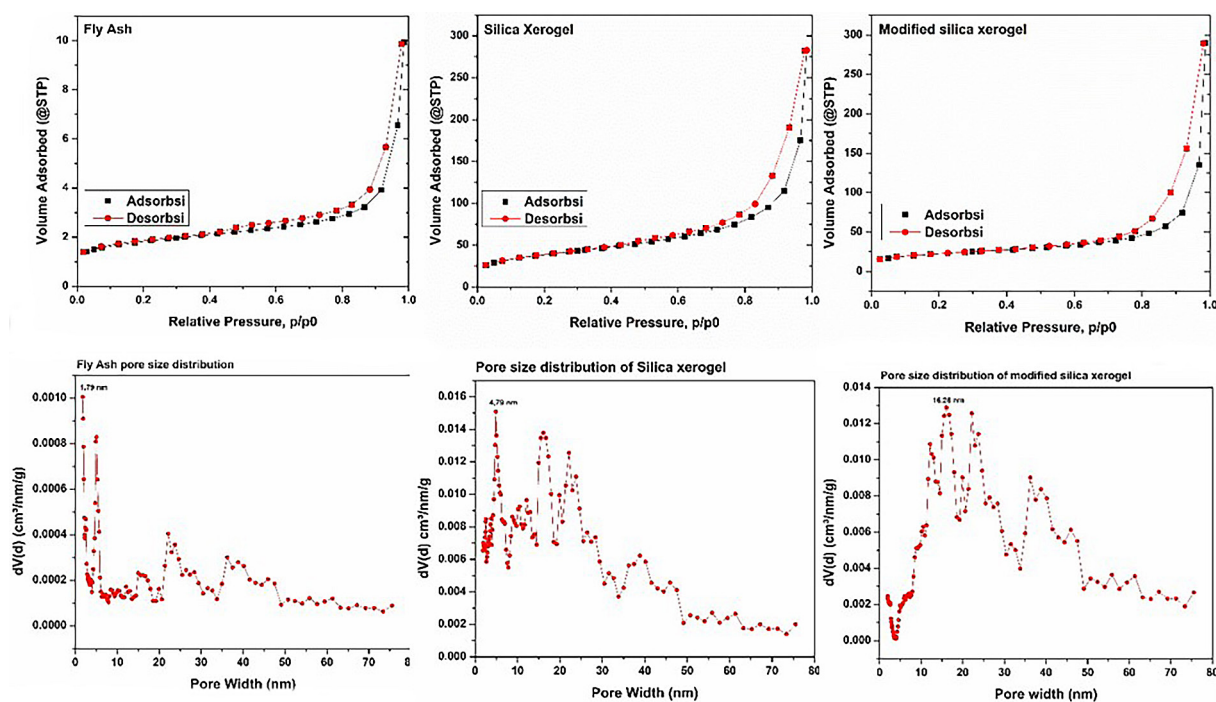 Fly Ash
Volume Adsorbed (@STP)
10
8
6
4
2
0
Adsorbsi
Desorbsi
0.0 0.2 0.4 0.6 0.8 1.0
Relative Pressure, p/p0
Silica Xerogel
Volume Adsorbed (@STP)
300
250
200
150
100
50
0
Adsorbsi
Desorbsi
0.0 0.2 0.4 0.6 0.8 1.0
Relative Pressure, p/p0
Modified silica xerogel
Volume Adsorbed (@STP)
300
250
200
150
100
50
25
0
Adsorbsi
Desorbsi
0.0 0.2 0.4 0.6 0.8 1.0
Relative Pressure, p/p0
Fly Ash pore size distribution
1,79 nm
dV(d) (cm³/nm/g)
0.0010
0.0008
0.0006
0.0004
0.0002
0.0000
0 10 20 30 40 50 60 70
Pore Width (nm)
Pore size distribution of Silica xerogel
4,79 nm
dV(d) cm³/nm/g)
0.016
0.014
0.012
0.010
0.008
0.006
0.004
0.002
0.000
0 10 20 30 40 50 60 70 80
Pore Width (nm)
Pore size distribution of modified silica xerogel
16,28 nm
dV(d) (cm³/nm/g)
0.014
0.012
0.010
0.008
0.006
0.004
0.002
0.000
0 10 20 30 40 50 60 70 80
Pore width (nm)